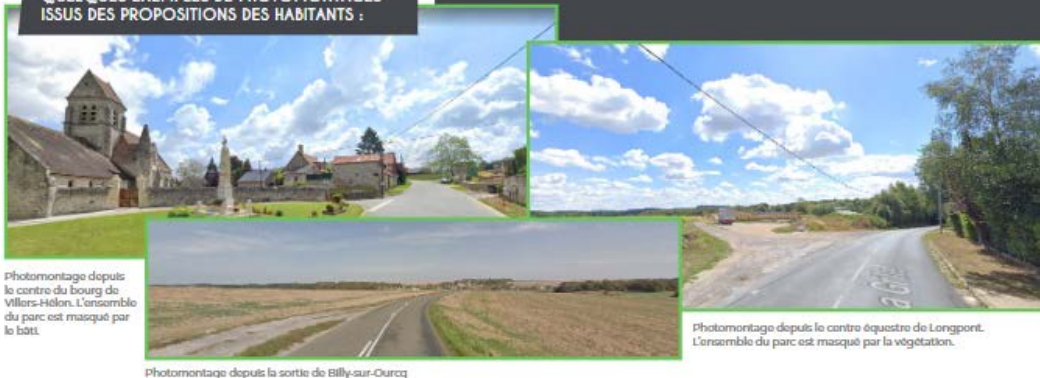 ISSUS DES PROPOSITIONS DES HABITANTS :
Photomontage depuis
le centre du bourg de
Villers-Hélon. L'ensemble
du parc est masqué par
le bâti.
Photomontage depuis le centre équestre de Longpont.
L'ensemble du parc est masqué par la végétation.
Photomontage depuis la sortie de Billy-sur-Ourcq